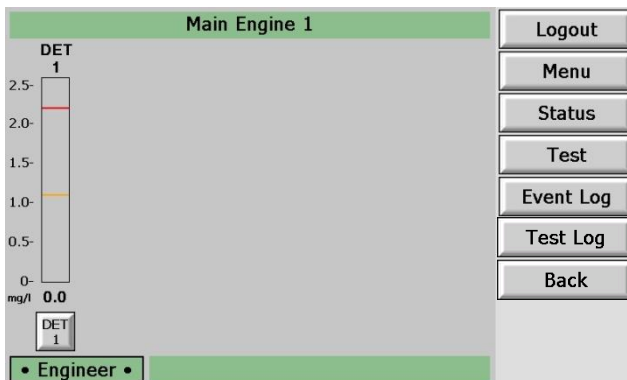 Main Engine 1
DET
1
2.5-
2.0-
1.5-
1.0-
0.5-
0-
mg/l 0.0
DET
1
• Engineer •
Logout
Menu
Status
Test
Event Log
Test Log
Back